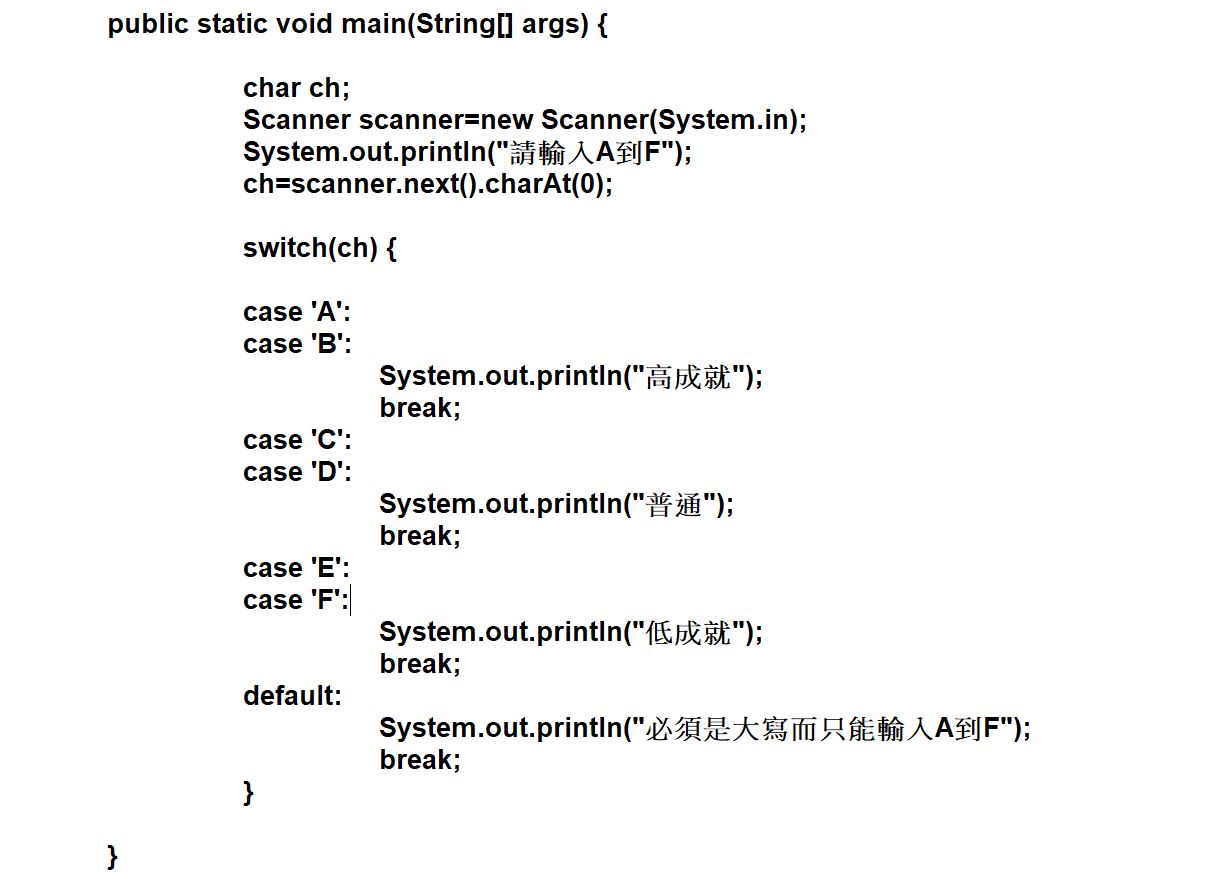 public static void main(String[] args) {
char ch;
Scanner scanner=new Scanner(System.in);
System.out.println("請輸入A到F");
ch=scanner.next().charAt(0);
switch(ch) {
case 'A':
case 'B':
System.out.println("高成就");
break;
case 'C':
case 'D':
System.out.println("普通");
break;
case 'E':
case 'F':
System.out.println("低成就");
break;
default:
System.out.println("必須是大寫而只能輸入A到F");
break;
}
}